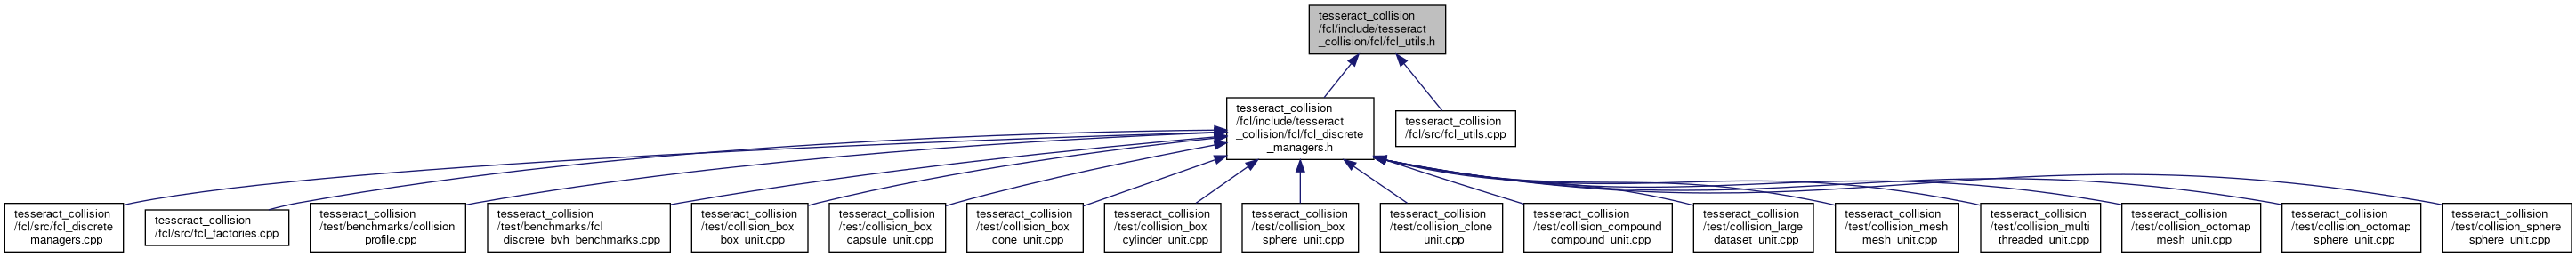 tesseract_collision
/fcl/include/tesseract
_collision/fcl/fcl_utils.h
tesseract_collision
/fcl/include/tesseract
_collision/fcl/fcl_discrete
_managers.h
tesseract_collision
/fcl/src/fcl_utils.cpp
tesseract_collision
/fcl/src/fcl_discrete
_managers.cpp
tesseract_collision
/fcl/src/fcl_factories.cpp
tesseract_collision
/test/benchmarks/collision
_profile.cpp
tesseract_collision
/test/benchmarks/fcl
_discrete_bvh_benchmarks.cpp
tesseract_collision
/test/collision_box
_box_unit.cpp
tesseract_collision
/test/collision_box
_capsule_unit.cpp
tesseract_collision
/test/collision_box
_cone_unit.cpp
tesseract_collision
/test/collision_box
_cylinder_unit.cpp
tesseract_collision
/test/collision_box
_sphere_unit.cpp
tesseract_collision
/test/collision_clone
_unit.cpp
tesseract_collision
/test/collision_compound
_compound_unit.cpp
tesseract_collision
/test/collision_large
_dataset_unit.cpp
tesseract_collision
/test/collision_mesh
_mesh_unit.cpp
tesseract_collision
/test/collision_multi
_threaded_unit.cpp
tesseract_collision
/test/collision_octomap
_mesh_unit.cpp
tesseract_collision
/test/collision_octomap
_sphere_unit.cpp
tesseract_collision
/test/collision_sphere
_sphere_unit.cpp